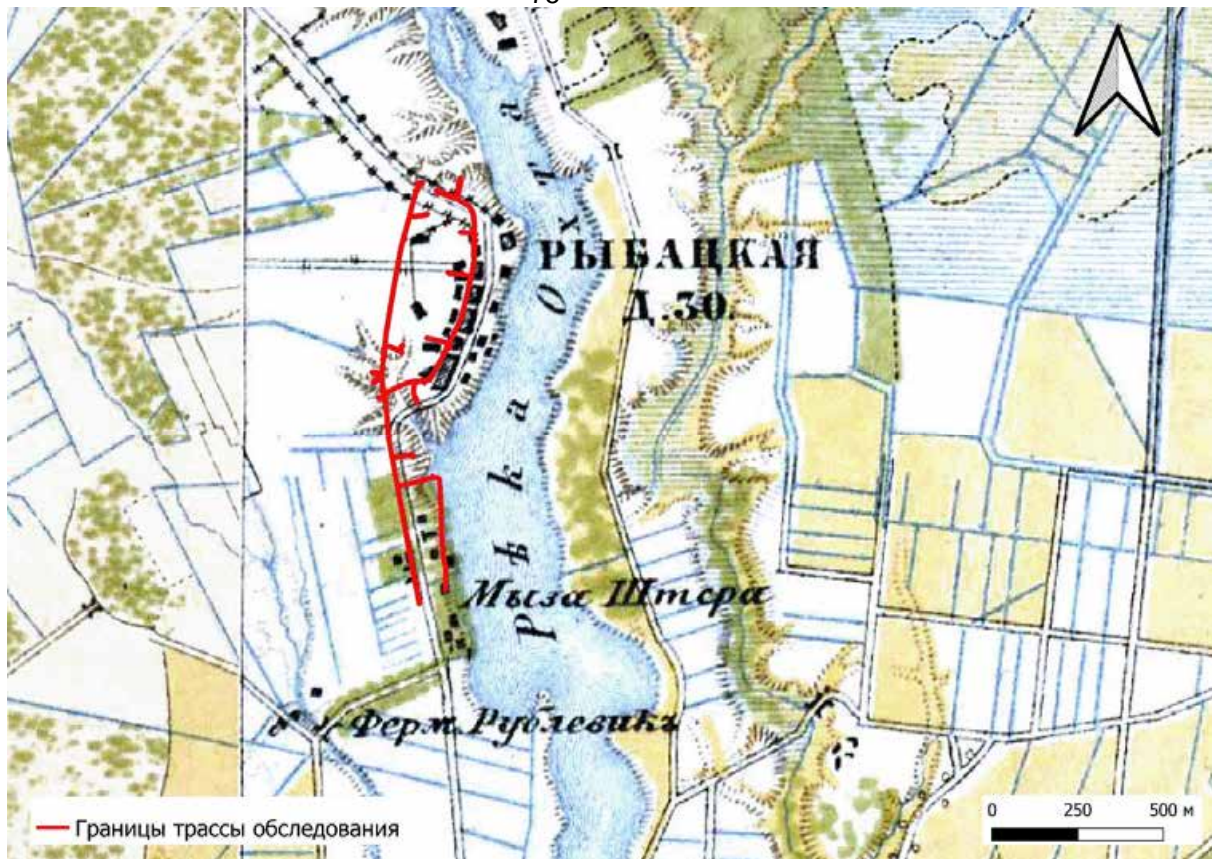 РЫБАЦКАЯ
Д.30.
Рѣка Охта
Мыза Штера
Ферм. Рублевикъ
Границы трассы обследования
0 250 500 м